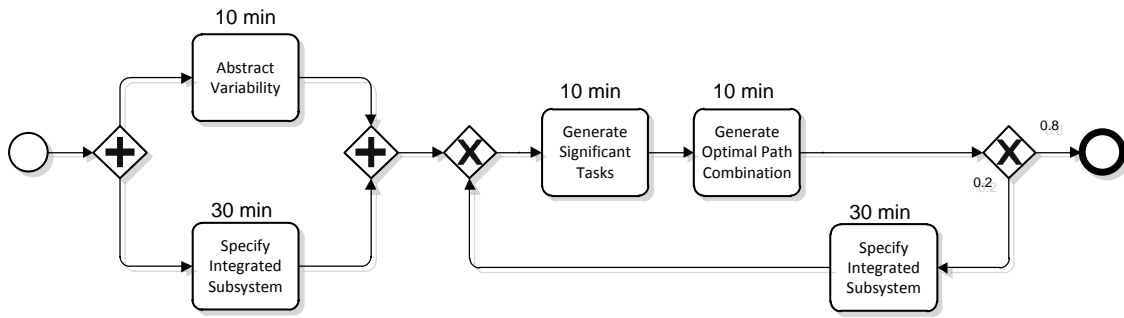 10 min
Abstract
Variability
30 min
Specify
Integrated
Subsystem
10 min
Generate
Significant
Tasks
10 min
Generate
Optimal Path
Combination
0.8
0.2
30 min
Specify
Integrated
Subsystem